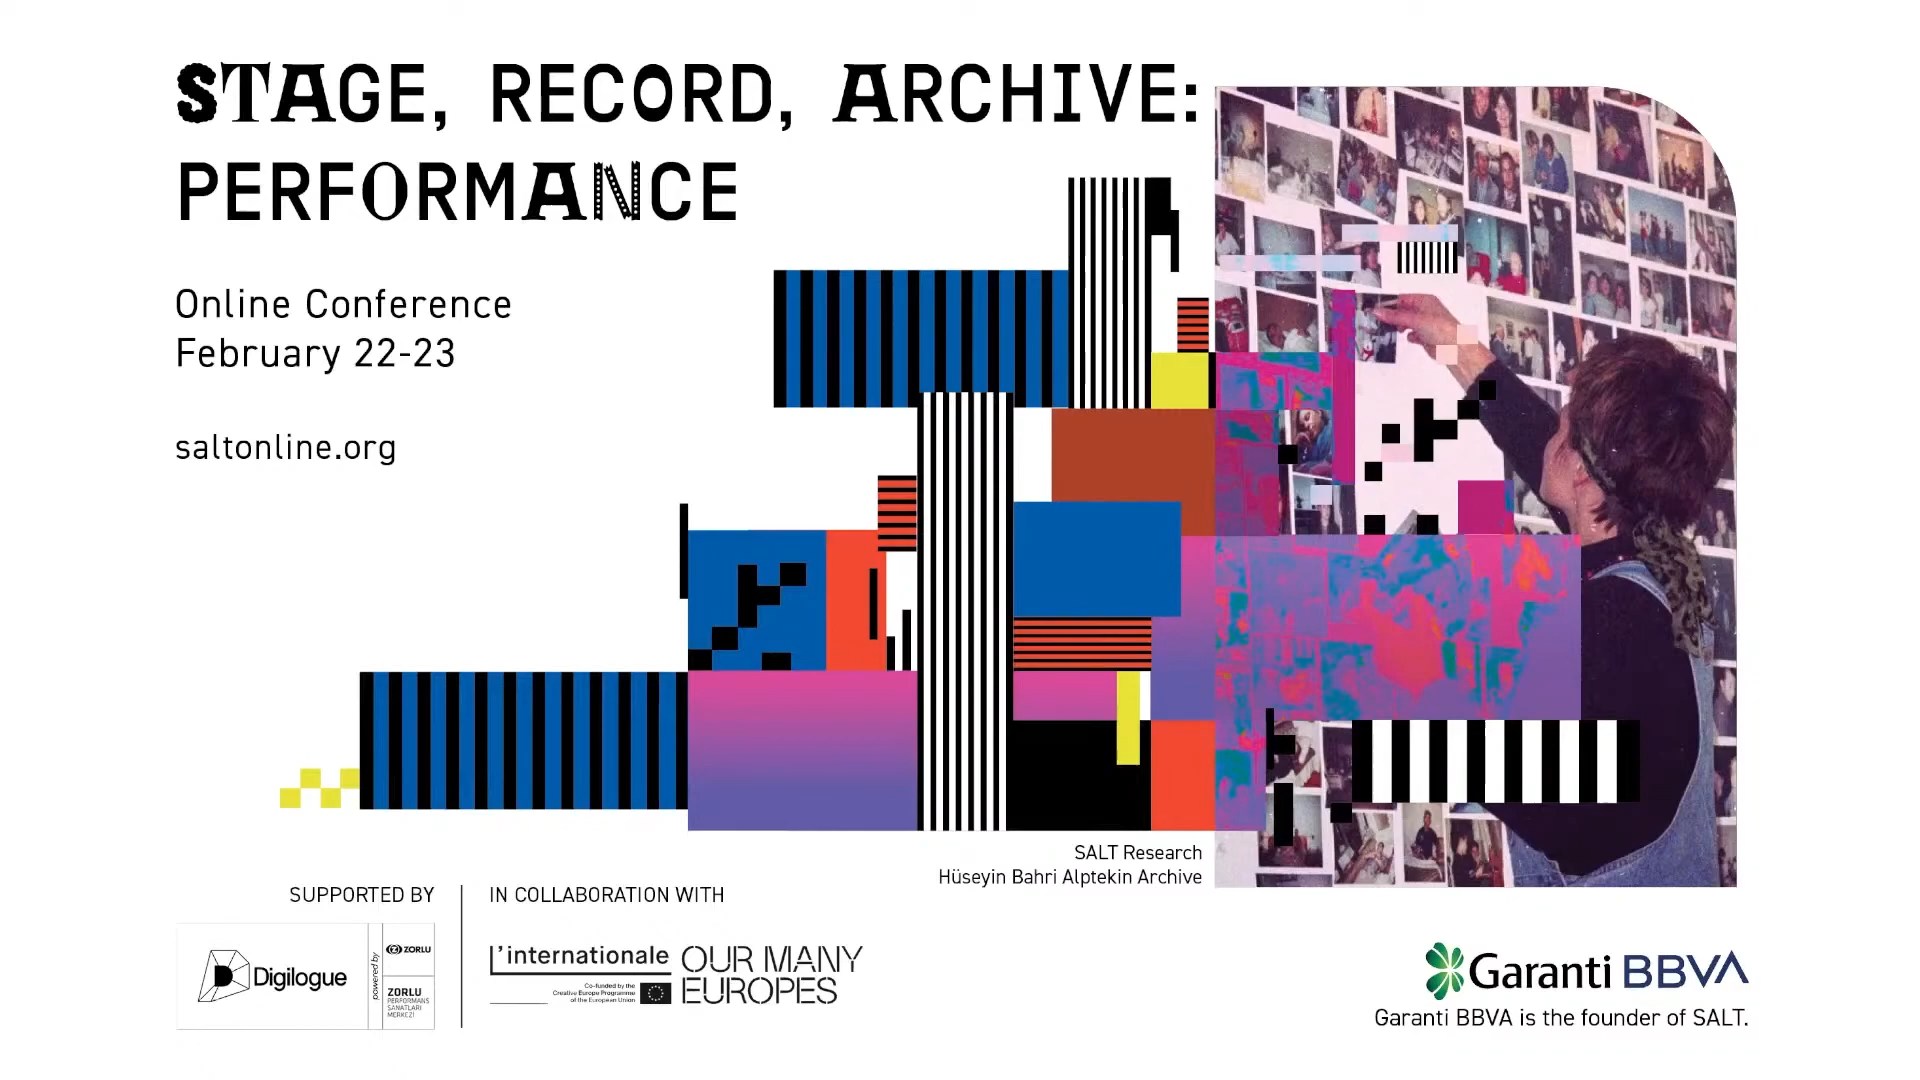 STAGE, RECORD, ARCHIVE:
PERFORMANCE
Online Conference
February 22-23
saltonline.org
SALT Research
Hüseyin Bahri Alptekin Archive
SUPPORTED BY
Digilogue
powered by
ZORLU
ZORLU
PERFORMANS
SANATLARI
MERKEZİ
IN COLLABORATION WITH
L'internationale
Co-funded by the
Creative Europe Programme
of the European Union
OUR MANY
EUROPES
Garanti BBVA
Garanti BBVA is the founder of SALT.